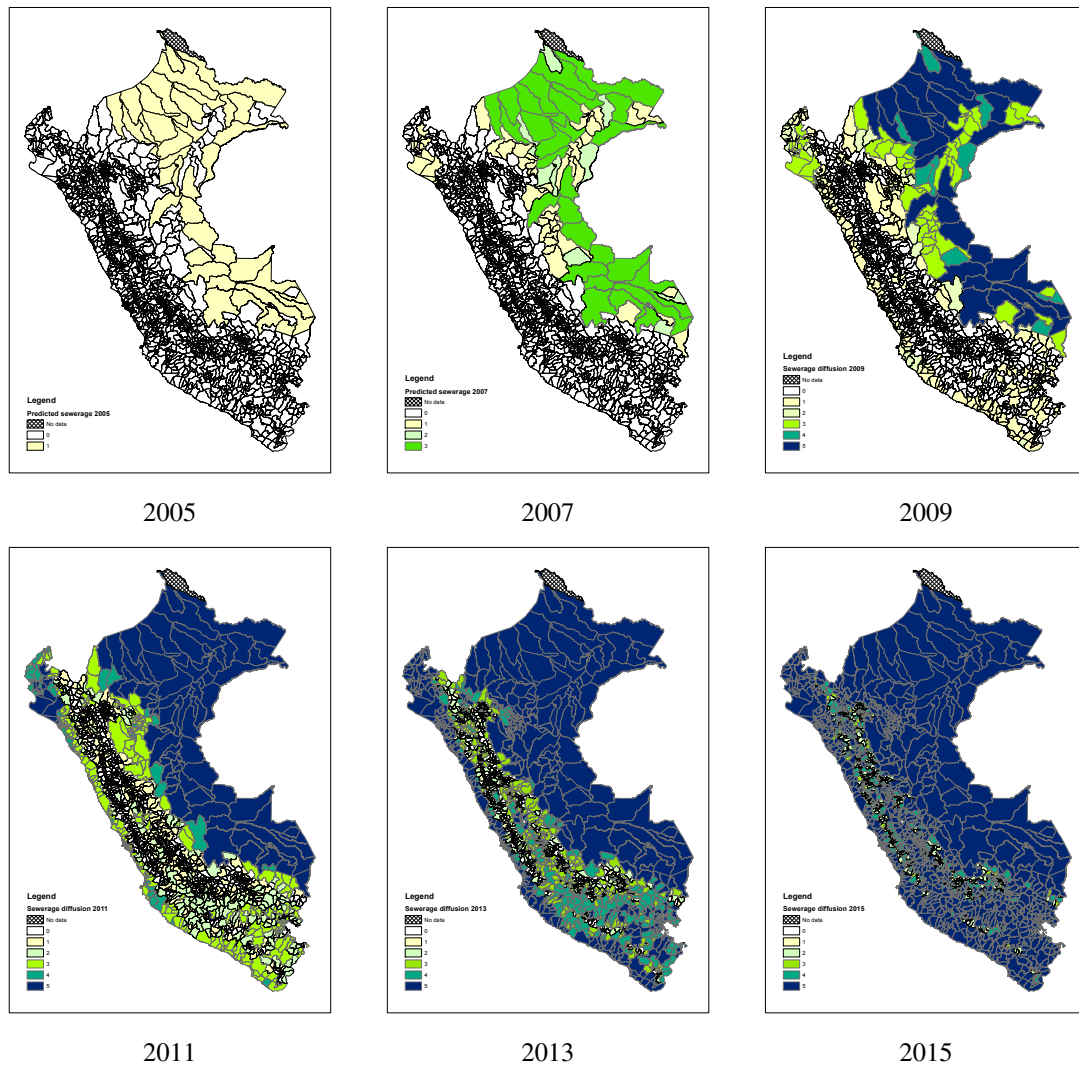 Legend
Predicted sewerage 2005
No data
0
1
2005
Legend
Predicted sewerage 2007
No data
0
1
2
3
2007
Legend
Sewerage diffusion 2009
No data
0
1
2
3
4
5
2009
Legend
Sewerage diffusion 2011
No data
0
1
2
3
4
5
2011
Legend
Sewerage diffusion 2013
No data
0
1
2
3
4
5
2013
Legend
Sewerage diffusion 2015
No data
0
1
2
3
4
5
2015